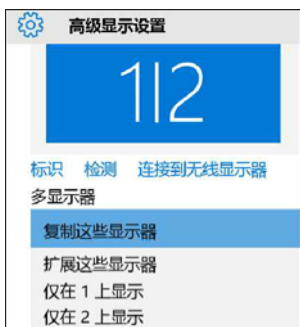 高级显示设置
1|2
标识 检测 连接到无线显示器
多显示器
复制这些显示器
扩展这些显示器
仅在 1 上显示
仅在 2 上显示